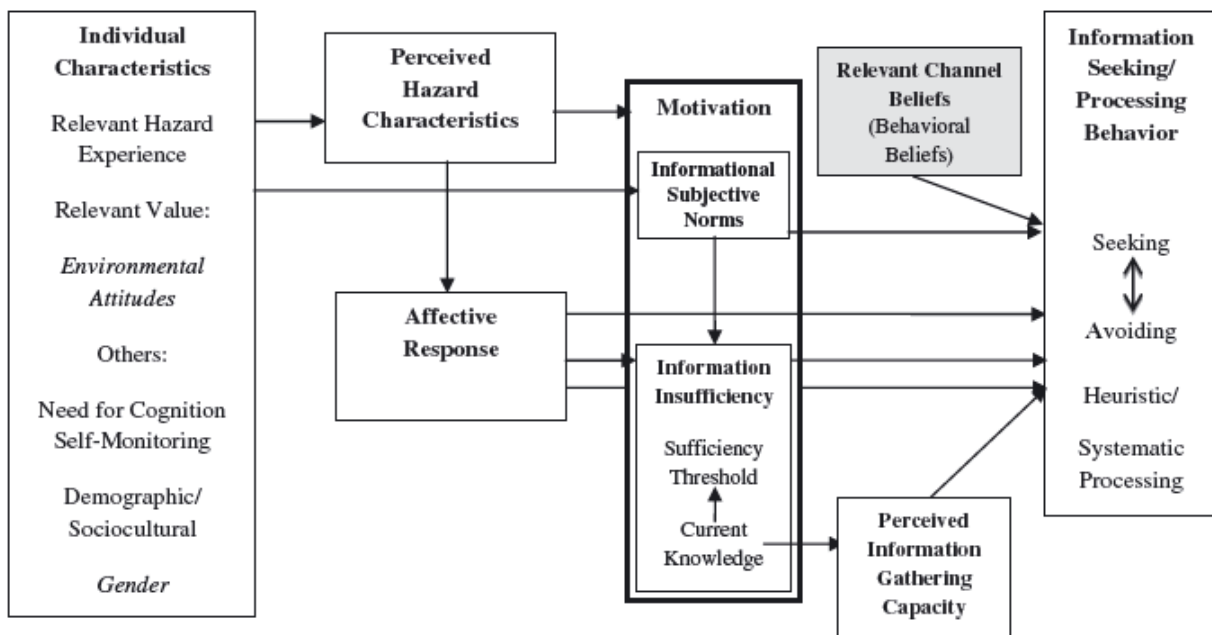 Individual
Characteristics
Relevant Hazard
Experience
Relevant Value:
Environmental
Attitudes
Others:
Need for Cognition
Self-Monitoring
Demographic/
Sociocultural
Gender
Perceived
Hazard
Characteristics
Affective
Response
Motivation
Informational
Subjective
Norms
Information
Insufficiency
Sufficiency
Threshold
Current
Knowledge
Relevant Channel
Beliefs
(Behavioral
Beliefs)
Perceived
Information
Gathering
Capacity
Information
Seeking/
Processing
Behavior
Seeking
Avoiding
Heuristic/
Systematic
Processing